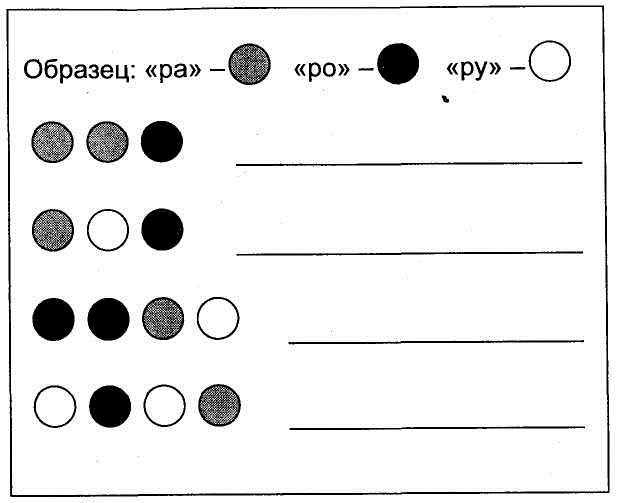 Образец: «ра» – «ро» – «ру» –